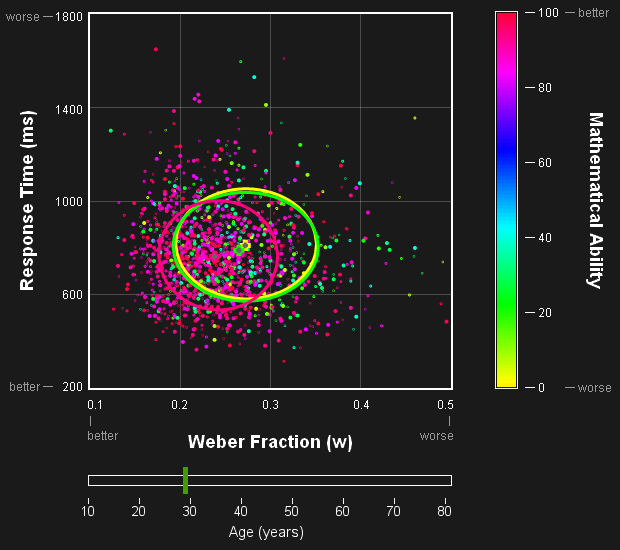 worse
1800
1400
1000
600
200
better
Response Time (ms)
0.1
0.2
0.3
0.4
0.5
better
worse
Weber Fraction (w)
10
20
30
40
50
60
70
80
Age (years)
100
80
60
40
20
0
better
worse
Mathematical Ability